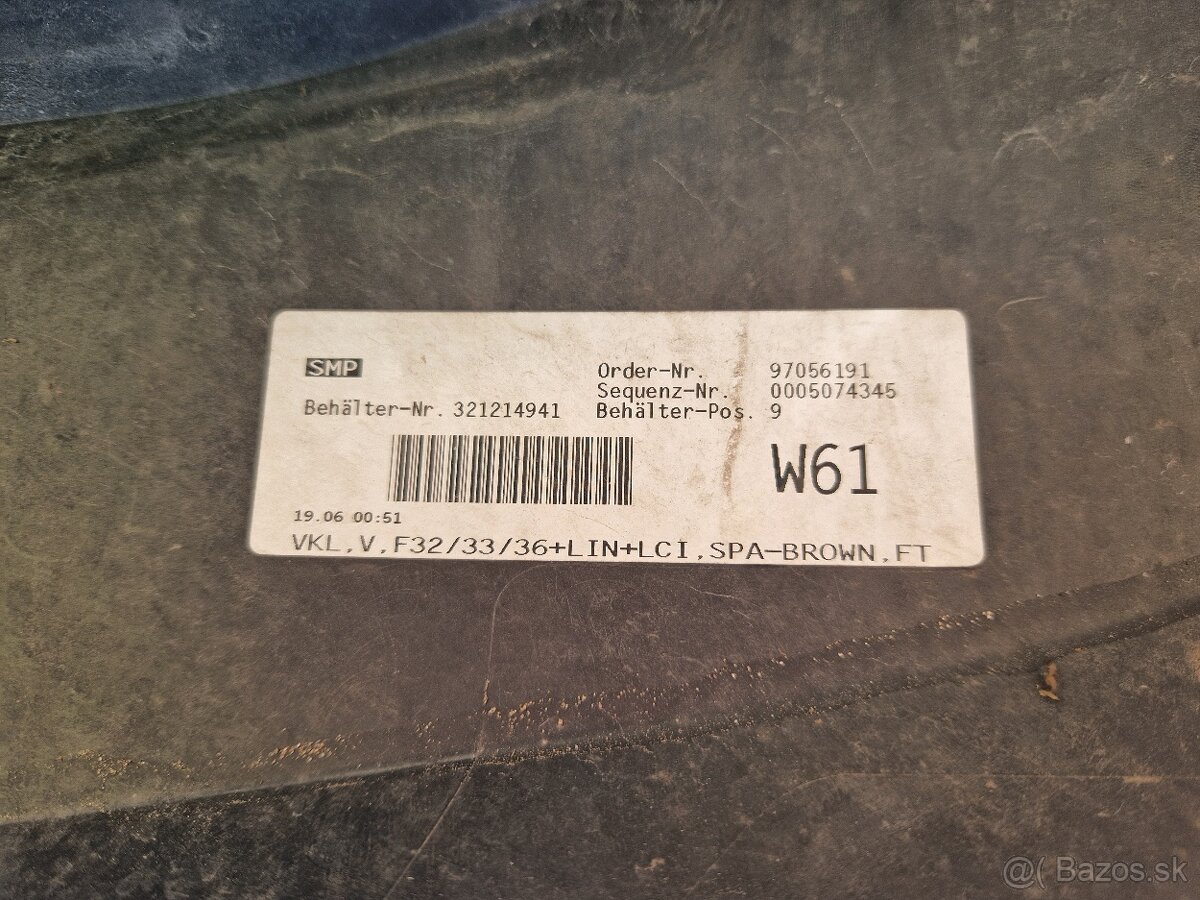 SMP
Order-Nr. 97056191
Sequenz-Nr. 0005074345
Behälter-Nr. 321214941 Behälter-Pos. 9
W61
19.06 00:51
VKL.V.F32/33/36+LIN+LCI.SPA-BROWN.FT
@( Bazos.sk